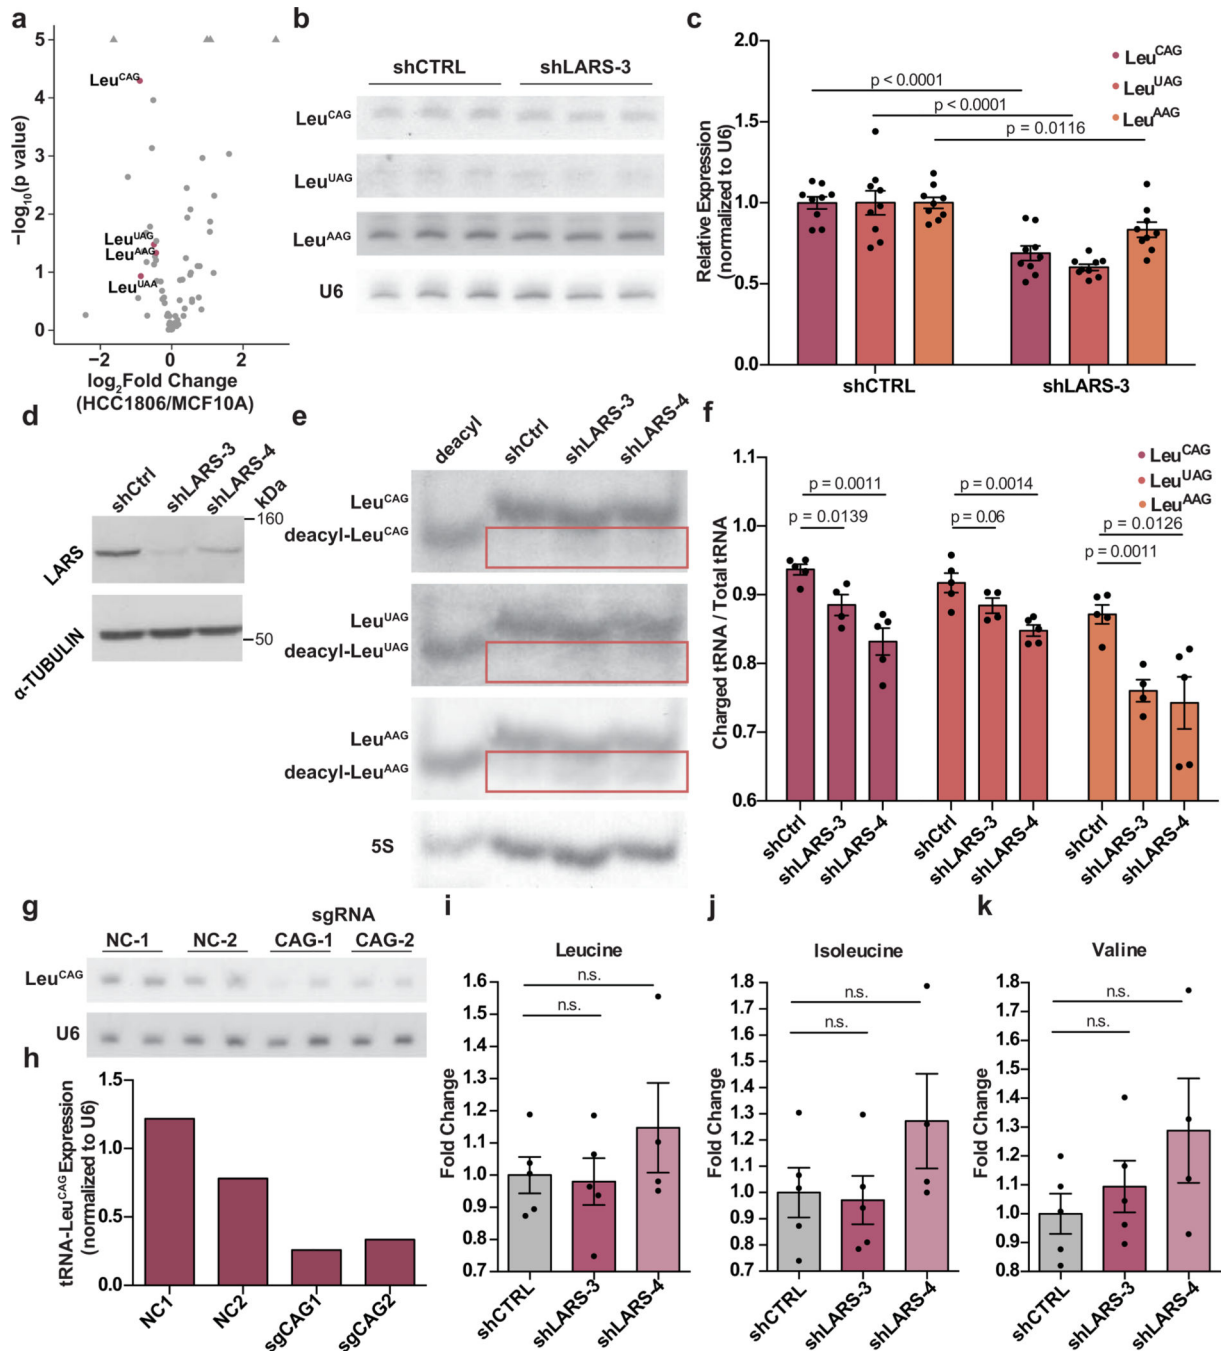 a
5
4
3
2
1
0
−2
0
2
Leu^CAG
Leu^UAG
Leu^AAG
Leu^UAA
−log₁₀(p value)
log₂Fold Change
(HCC1806/MCF10A)
b
shCTRL
shLARS-3
Leu^CAG
Leu^UAG
Leu^AAG
U6
c
2.0
1.5
1.0
0.5
0.0
Relative Expression
(normalized to U6)
Leu^CAG
Leu^UAG
Leu^AAG
p < 0.0001
p < 0.0001
p = 0.0116
shCTRL
shLARS-3
d
shCtrl
shLARS-3
shLARS-4
kDa
160
LARS
50
α-TUBULIN
e
deacyl
shCtrl
shLARS-3
shLARS-4
Leu^CAG
deacyl-Leu^CAG
Leu^UAG
deacyl-Leu^UAG
Leu^AAG
deacyl-Leu^AAG
5S
f
1.1
1.0
0.9
0.8
0.7
0.6
Charged tRNA / Total tRNA
Leu^CAG
Leu^UAG
Leu^AAG
p = 0.0011
p = 0.0139
p = 0.0014
p = 0.06
p = 0.0126
p = 0.0011
shCtrl
shLARS-3
shLARS-4
shCtrl
shLARS-3
shLARS-4
shCtrl
shLARS-3
shLARS-4
g
sgRNA
NC-1
NC-2
CAG-1
CAG-2
Leu^CAG
U6
h
1.5
1.0
0.5
0.0
tRNA-Leu^CAG Expression
(normalized to U6)
NC1
NC2
sgCAG1
sgCAG2
i
Leucine
1.6
1.5
1.4
1.3
1.2
1.1
1.0
0.9
0.8
0.7
Fold Change
n.s.
n.s.
shCTRL
shLARS-3
shLARS-4
j
Isoleucine
1.8
1.7
1.6
1.5
1.4
1.3
1.2
1.1
1.0
0.9
0.8
0.7
Fold Change
n.s.
n.s.
shCTRL
shLARS-3
shLARS-4
k
Valine
1.8
1.7
1.6
1.5
1.4
1.3
1.2
1.1
1.0
0.9
0.8
Fold Change
n.s.
n.s.
shCTRL
shLARS-3
shLARS-4